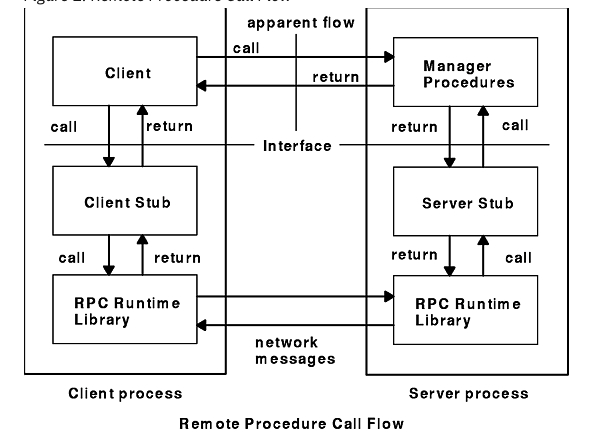 Figure 2. Remote Procedure Call Flow
apparent flow
call
Client
Manager
Procedures
return
call
return
return
call
Interface
Client Stub
Server Stub
call
return
return
call
RPC Runtime
Library
RPC Runtime
Library
network
messages
Client process
Server process
Remote Procedure Call Flow